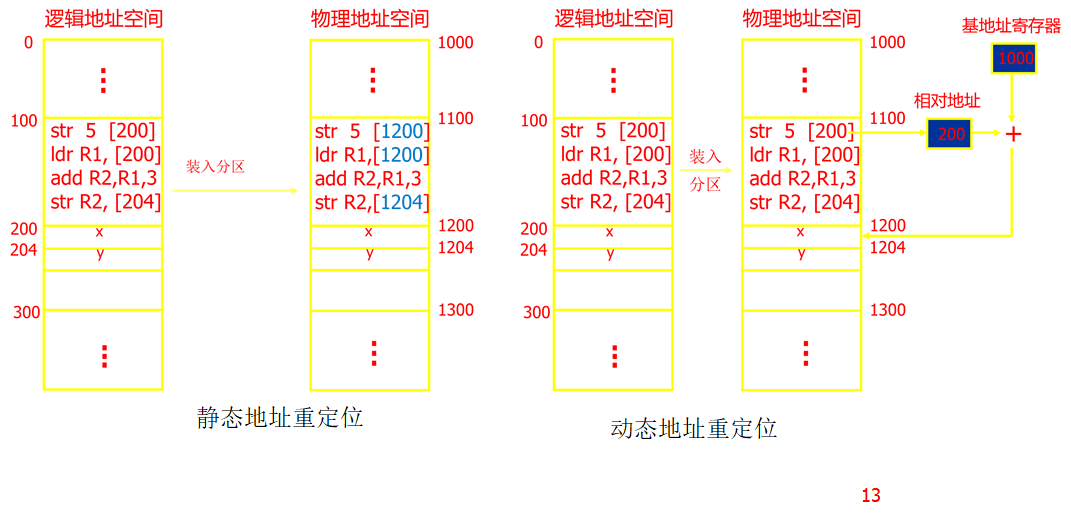 逻辑地址空间
0
100
str 5 [200]
ldr R1, [200]
add R2,R1,3
str R2, [204]
200
x
204
y
300
装入分区
物理地址空间
1000
1100
str 5 [1200]
ldr R1,[1200]
add R2,R1,3
str R2,[1204]
1200
x
1204
y
1300
静态地址重定位
逻辑地址空间
0
100
str 5 [200]
ldr R1, [200]
add R2,R1,3
str R2, [204]
200
x
204
y
300
装入
分区
物理地址空间
1000
1100
str 5 [200]
ldr R1, [200]
add R2,R1,3
str R2, [204]
1200
x
1204
y
1300
基地址寄存器
1000
相对地址
200
+
动态地址重定位
13